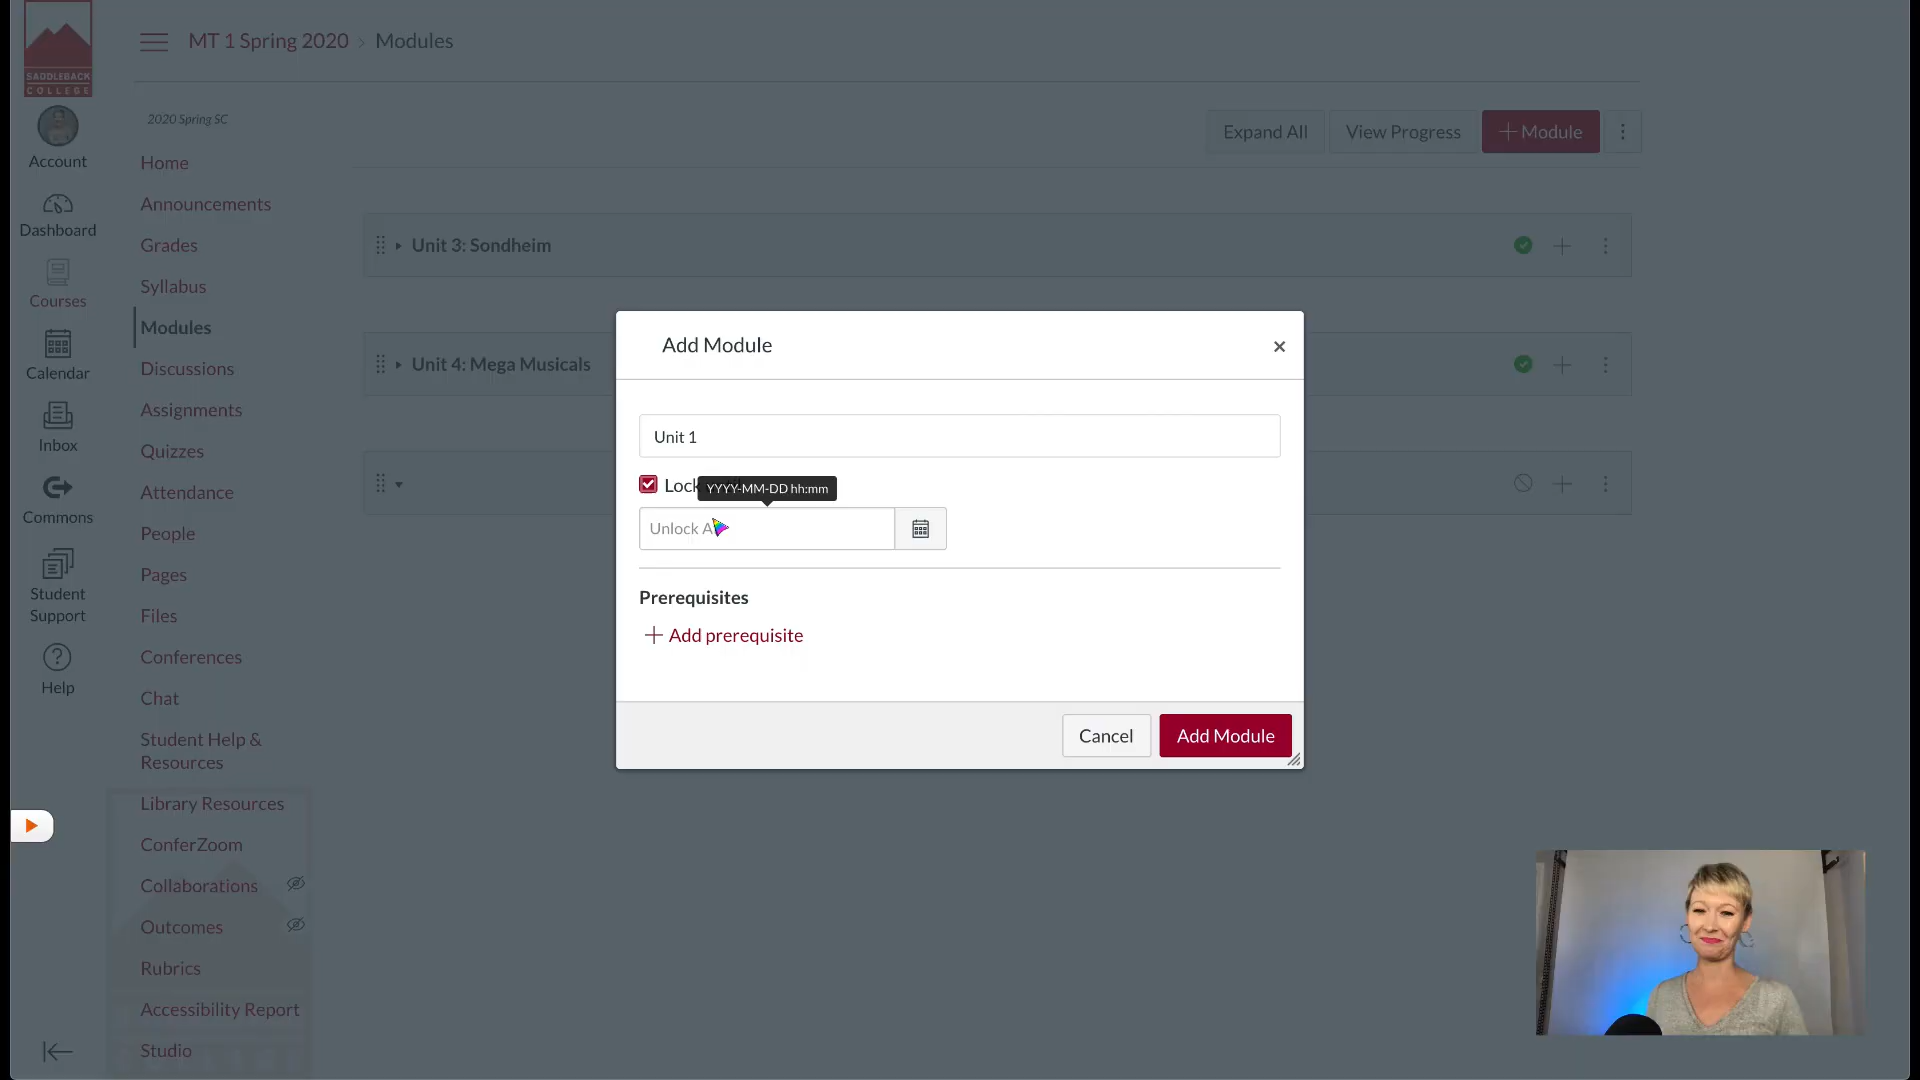 SADDLEBACK
COLLEGE
MT 1 Spring 2020 › Modules
2020 Spring SC
Account
Dashboard
Courses
Calendar
Inbox
Commons
Student
Support
Help
Home
Announcements
Grades
Syllabus
Modules
Discussions
Assignments
Quizzes
Attendance
People
Pages
Files
Conferences
Chat
Student Help &
Resources
Library Resources
ConferZoom
Collaborations
Outcomes
Rubrics
Accessibility Report
Studio
Expand All
View Progress
+ Module
Unit 3: Sondheim
Unit 4: Mega Musicals
Add Module
×
Unit 1
Lock
YYYY-MM-DD hh:mm
Unlock
Prerequisites
+ Add prerequisite
Cancel
Add Module